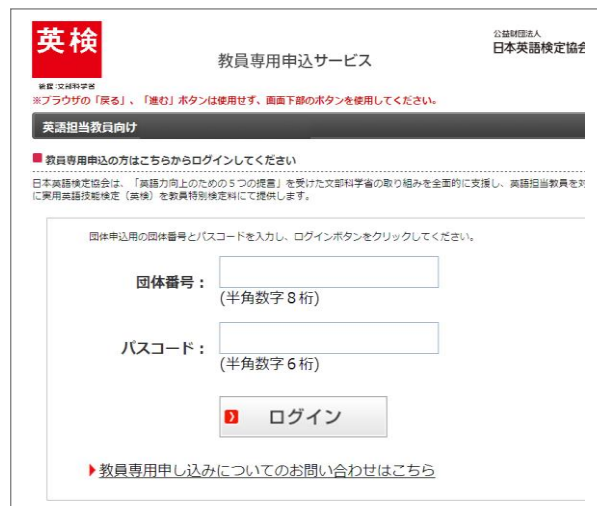 英検
教員専用申込サービス
公益財団法人
日本英語検定協会
後援:文部科学省
※ブラウザの「戻る」、「進む」ボタンは使用せず、画面下部のボタンを使用してください。
英語担当教員向け
教員専用申込の方はこちらからログインしてください
日本英語検定協会は、「英語力向上のための5つの提言」を受けた文部科学省の取り組みを全面的に支援し、英語担当教員を対
に実用英語技能検定（英検）を教員特別検定料にて提供します。
団体申込用の団体番号とパスコードを入力し、ログインボタンをクリックしてください。
団体番号：
(半角数字８桁)
パスコード：
(半角数字６桁)
ログイン
教員専用申し込みについてのお問い合わせはこちら